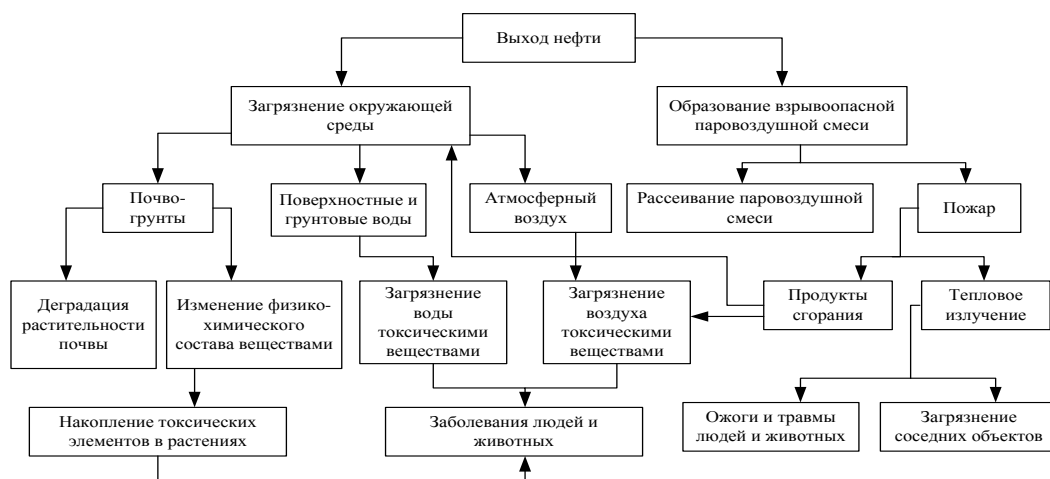 Выход нефти
Загрязнение окружающей
среды
Образование взрывоопасной
паровоздушной смеси
Почво-
грунты
Поверхностные и
грунтовые воды
Атмосферный
воздух
Рассеивание паровоздушной
смеси
Пожар
Деградация
растительности
почвы
Изменение физико-
химического
состава веществами
Загрязнение
воды
токсическими
веществами
Загрязнение
воздуха
токсическими
веществами
Продукты
сгорания
Тепловое
излучение
Накопление токсических
элементов в растениях
Заболевания людей и
животных
Ожоги и травмы
людей и животных
Загрязнение
соседних объектов